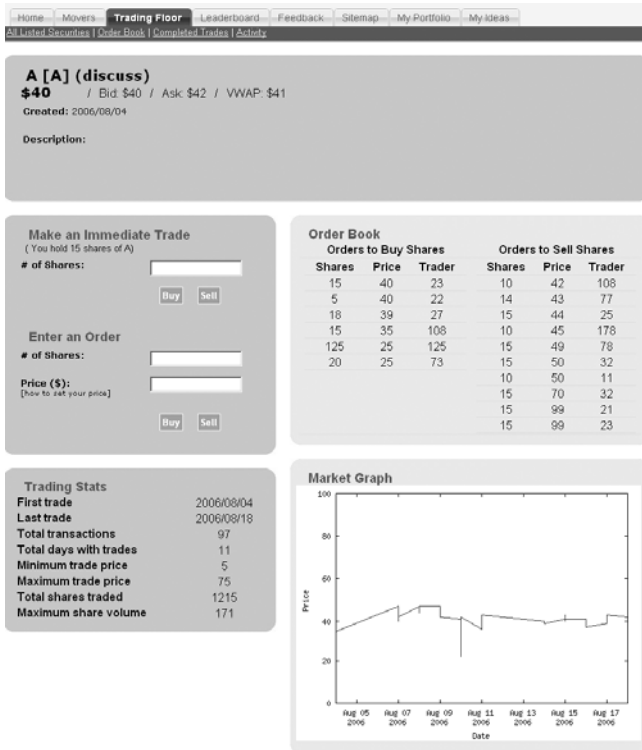 Home Movers Trading Floor Leaderboard Feedback Sitemap My Portfolio My Ideas
All Listed Securities | Order Book | Completed Trades | Activity
A [A] (discuss)
$40 / Bid: $40 / Ask: $42 / VWAP: $41
Created: 2006/08/04
Description:
Make an Immediate Trade
( You hold 15 shares of A)
# of Shares:
Buy Sell
Enter an Order
# of Shares:
Price ($):
[how to set your price]
Buy Sell
Order Book
Orders to Buy Shares Orders to Sell Shares
Shares Price Trader Shares Price Trader
15 40 23 10 42 108
5 40 22 14 43 77
18 39 27 15 44 25
15 35 108 10 45 178
125 25 125 15 49 78
20 25 73 15 50 32
10 50 11
15 70 32
15 99 21
15 99 23
Trading Stats
First trade 2006/08/04
Last trade 2006/08/18
Total transactions 97
Total days with trades 11
Minimum trade price 5
Maximum trade price 75
Total shares traded 1215
Maximum share volume 171
Market Graph
100
80
60
40
20
0
Price
Aug 05 Aug 07 Aug 09 Aug 11 Aug 13 Aug 15 Aug 17
2006 2006 2006 2006 2006 2006 2006
Date